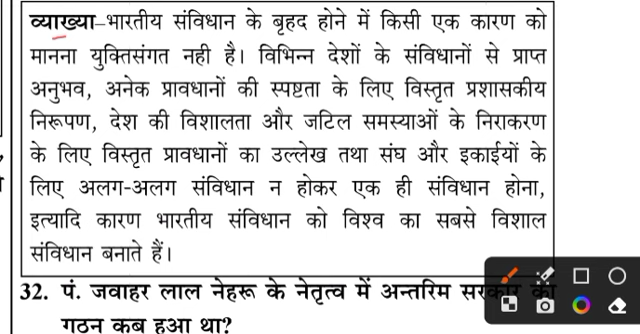 व्याख्या–भारतीय संविधान के बृहद होने में किसी एक कारण को
मानना युक्तिसंगत नही है। विभिन्न देशों के संविधानों से प्राप्त
अनुभव, अनेक प्रावधानों की स्पष्टता के लिए विस्तृत प्रशासकीय
निरूपण, देश की विशालता और जटिल समस्याओं के निराकरण
के लिए विस्तृत प्रावधानों का उल्लेख तथा संघ और इकाईयों के
लिए अलग-अलग संविधान न होकर एक ही संविधान होना,
इत्यादि कारण भारतीय संविधान को विश्व का सबसे विशाल
संविधान बनाते हैं।
32. पं. जवाहर लाल नेहरू के नेतृत्व में अन्तरिम सरकार का
गठन कब हुआ था?